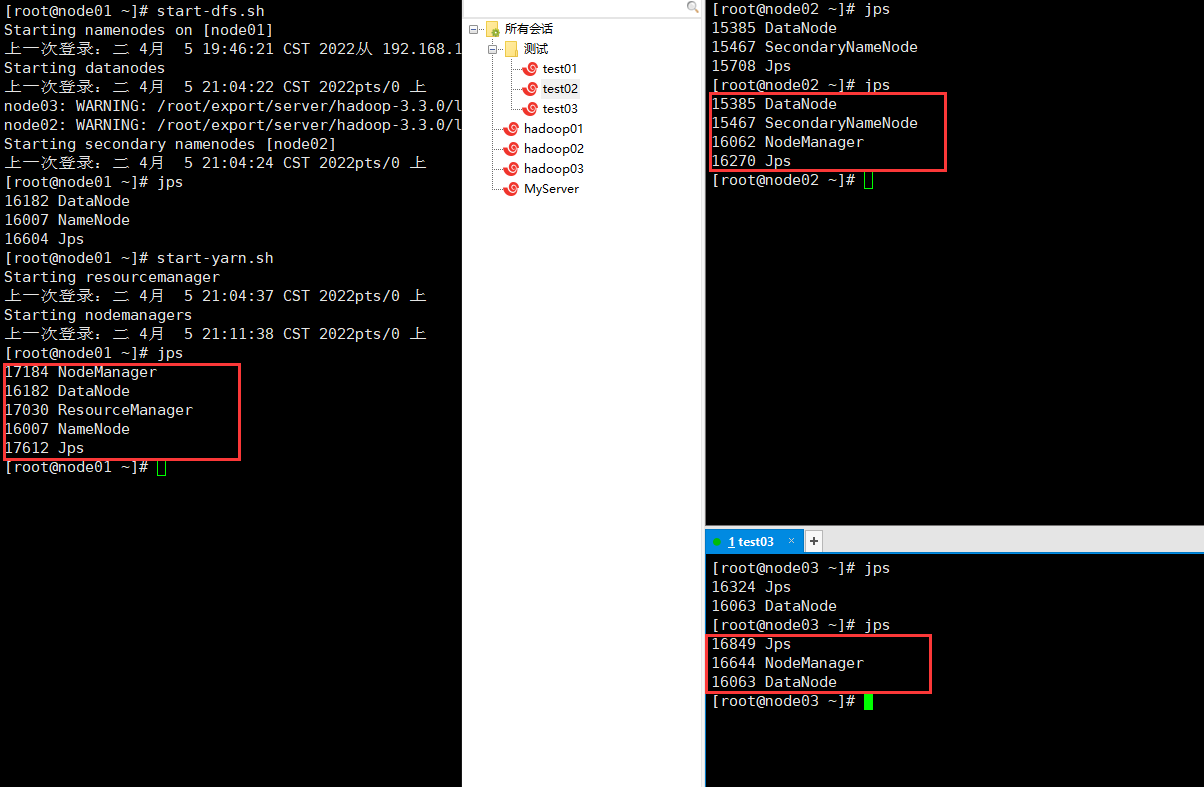 [root@node01 ~]# start-dfs.sh
Starting namenodes on [node01]
上一次登录：二 4月  5 19:46:21 CST 2022从 192.168.1
Starting datanodes
上一次登录：二 4月  5 21:04:22 CST 2022pts/0 上
node03: WARNING: /root/export/server/hadoop-3.3.0/l
node02: WARNING: /root/export/server/hadoop-3.3.0/l
Starting secondary namenodes [node02]
上一次登录：二 4月  5 21:04:24 CST 2022pts/0 上
[root@node01 ~]# jps
16182 DataNode
16007 NameNode
16604 Jps
[root@node01 ~]# start-yarn.sh
Starting resourcemanager
上一次登录：二 4月  5 21:04:37 CST 2022pts/0 上
Starting nodemanagers
上一次登录：二 4月  5 21:11:38 CST 2022pts/0 上
[root@node01 ~]# jps
17184 NodeManager
16182 DataNode
17030 ResourceManager
16007 NameNode
17612 Jps
[root@node01 ~]#
所有会话
测试
test01
test02
test03
hadoop01
hadoop02
hadoop03
MyServer
[root@node02 ~]# jps
15385 DataNode
15467 SecondaryNameNode
15708 Jps
[root@node02 ~]# jps
15385 DataNode
15467 SecondaryNameNode
16062 NodeManager
16270 Jps
[root@node02 ~]#
1 test03 × +
[root@node03 ~]# jps
16324 Jps
16063 DataNode
[root@node03 ~]# jps
16849 Jps
16644 NodeManager
16063 DataNode
[root@node03 ~]#